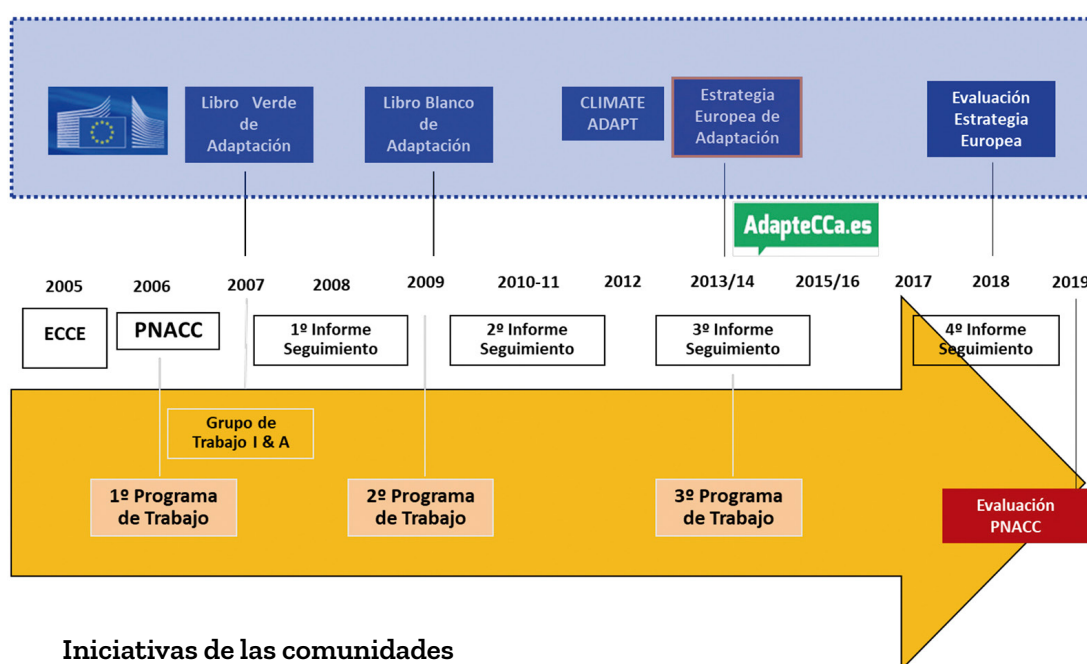 Libro Verde
de
Adaptación
Libro Blanco
de
Adaptación
CLIMATE
ADAPT
Estrategia
Europea de
Adaptación
Evaluación
Estrategia
Europea
AdapteCCa.es
2005
2006
2007
2008
2009
2010-11
2012
2013/14
2015/16
2017
2018
2019
ECCE
PNACC
1º Informe
Seguimiento
2º Informe
Seguimiento
3º Informe
Seguimiento
4º Informe
Seguimiento
Grupo de
Trabajo I & A
1º Programa
de Trabajo
2º Programa
de Trabajo
3º Programa
de Trabajo
Evaluación
PNACC
Iniciativas de las comunidades